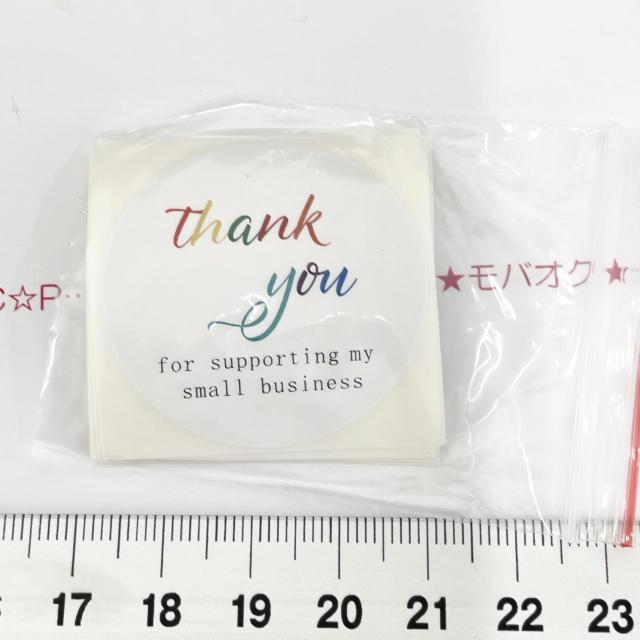 thank
you
for supporting my
small business
C☆P
★モバオク★
17 18 19 20 21 22 23